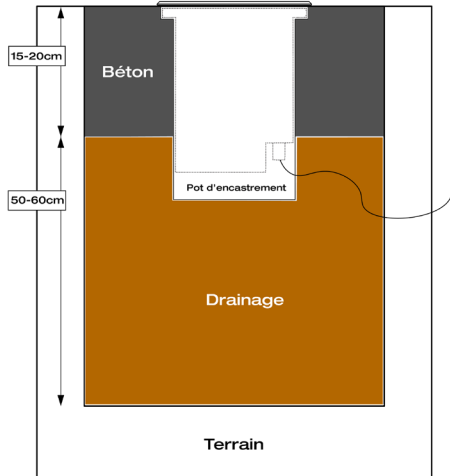 15-20cm
Béton
Pot d'encastrement
50-60cm
Drainage
Terrain